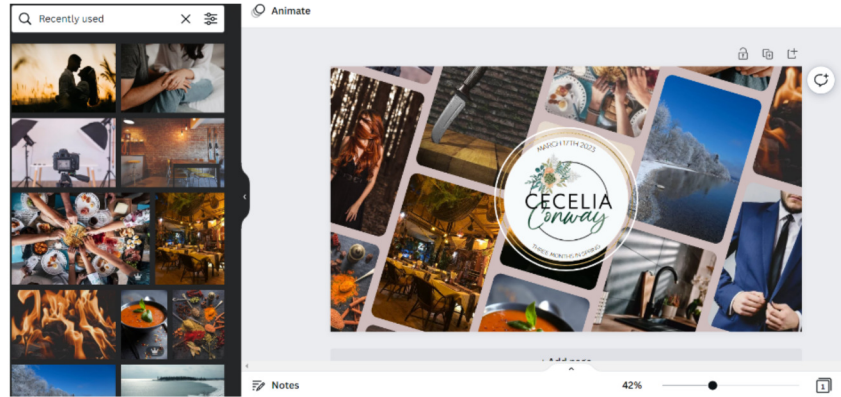 Recently used
Animate
MARCH 17TH 2023
CECELIA
Conway
THREE MONTHS IN SPRING
+ Add page
Notes
42%
1